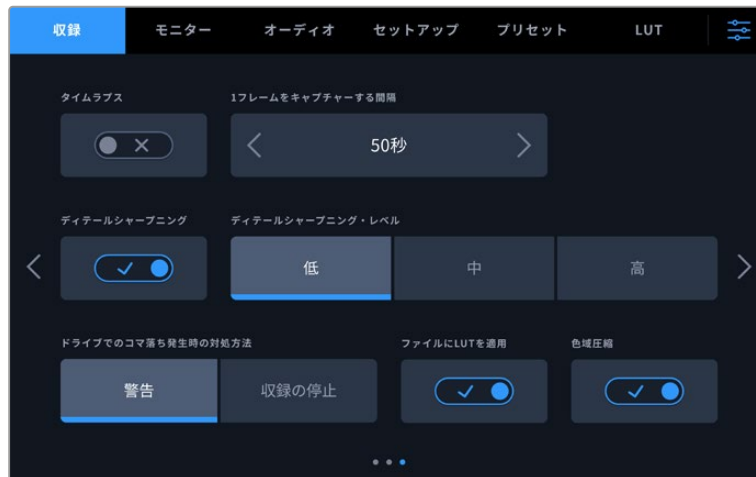 収録 モニター オーディオ セットアップ プリセット LUT
タイムラプス 1フレームをキャプチャーする間隔
50秒
ディテールシャープニング ディテールシャープニング・レベル
低 中 高
ドライブでのコマ落ち発生時の対処方法 ファイルにLUTを適用 色域圧縮
警告 収録の停止